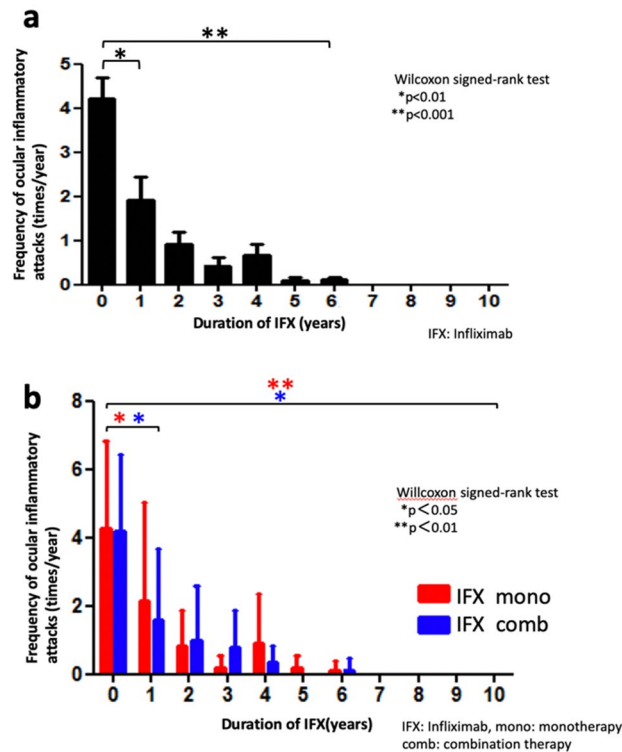 a
**
*
Wilcoxon signed-rank test
*p<0.01
**p<0.001
Frequency of ocular inflammatory
attacks (times/year)
5
4
3
2
1
0
0 1 2 3 4 5 6 7 8 9 10
Duration of IFX (years)
IFX: Infliximab
b
**
*
* *
Willcoxon signed-rank test
*p<0.05
**p<0.01
Frequency of ocular inflammatory
attacks (times/year)
8
6
4
2
0
IFX mono
IFX comb
0 1 2 3 4 5 6 7 8 9 10
Duration of IFX(years)
IFX: Infliximab, mono: monotherapy
comb: combination therapy